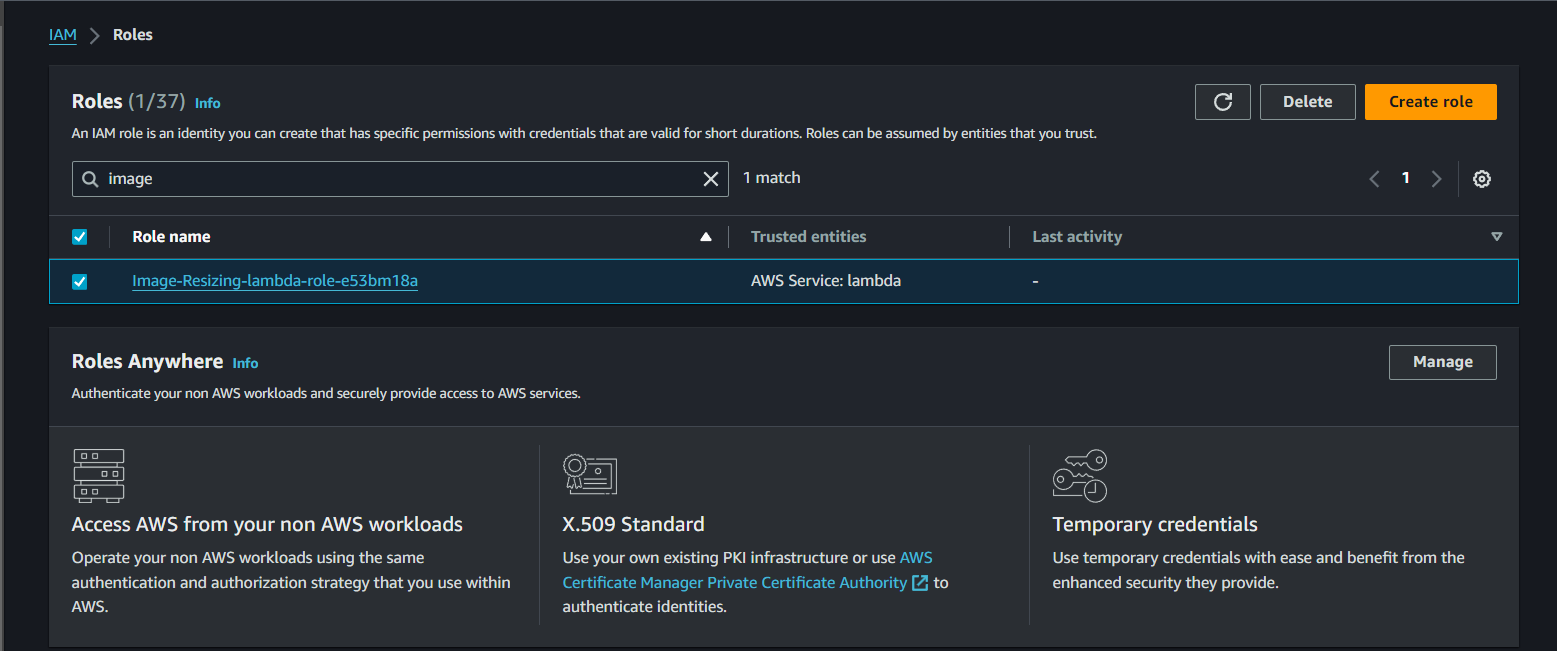 IAM > Roles
Roles (1/37) Info
Delete
Create role
An IAM role is an identity you can create that has specific permissions with credentials that are valid for short durations. Roles can be assumed by entities that you trust.
image
1 match
1
Role name
Trusted entities
Last activity
Image-Resizing-lambda-role-e53bm18a
AWS Service: lambda
-
Roles Anywhere Info
Manage
Authenticate your non AWS workloads and securely provide access to AWS services.
Access AWS from your non AWS workloads
Operate your non AWS workloads using the same
authentication and authorization strategy that you use within
AWS.
X.509 Standard
Use your own existing PKI infrastructure or use AWS
Certificate Manager Private Certificate Authority to
authenticate identities.
Temporary credentials
Use temporary credentials with ease and benefit from the
enhanced security they provide.